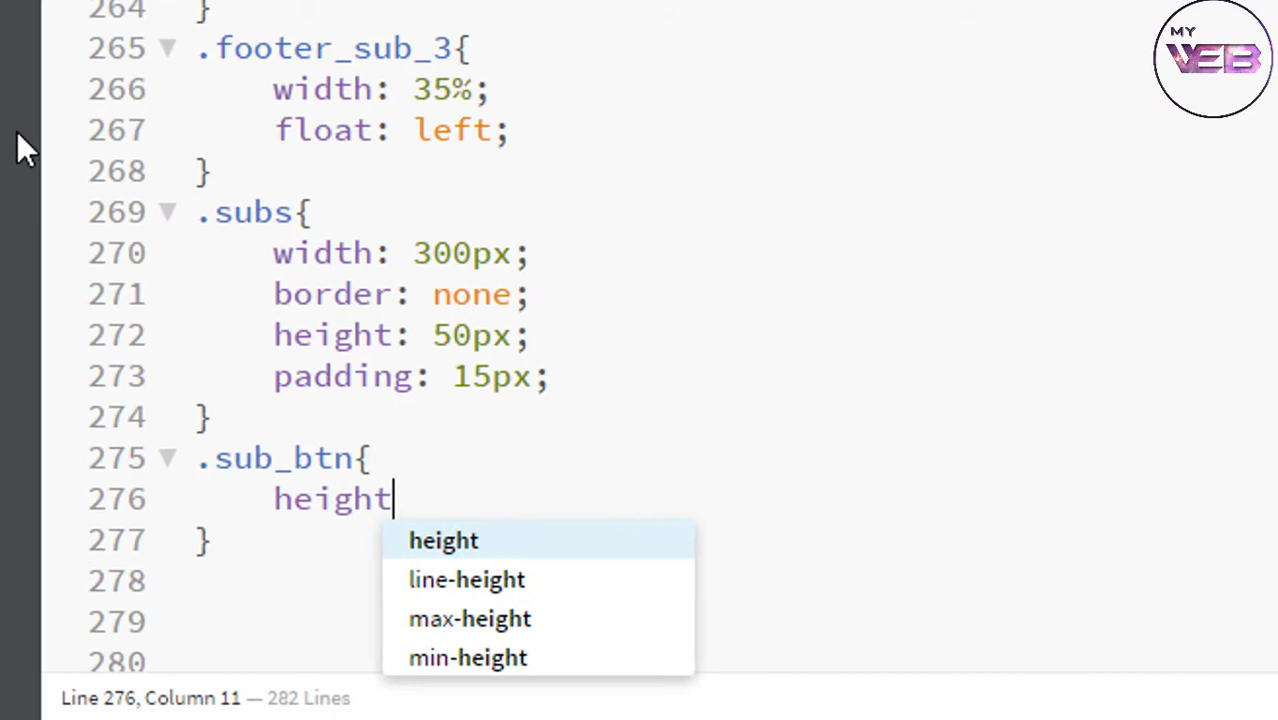 264 }
265 .footer_sub_3{
266 width: 35%;
267 float: left;
268 }
269 .subs{
270 width: 300px;
271 border: none;
272 height: 50px;
273 padding: 15px;
274 }
275 .sub_btn{
276 height
277 }
278
279
280
height
line-height
max-height
min-height
Line 276, Column 11 — 282 Lines
MY
WEB